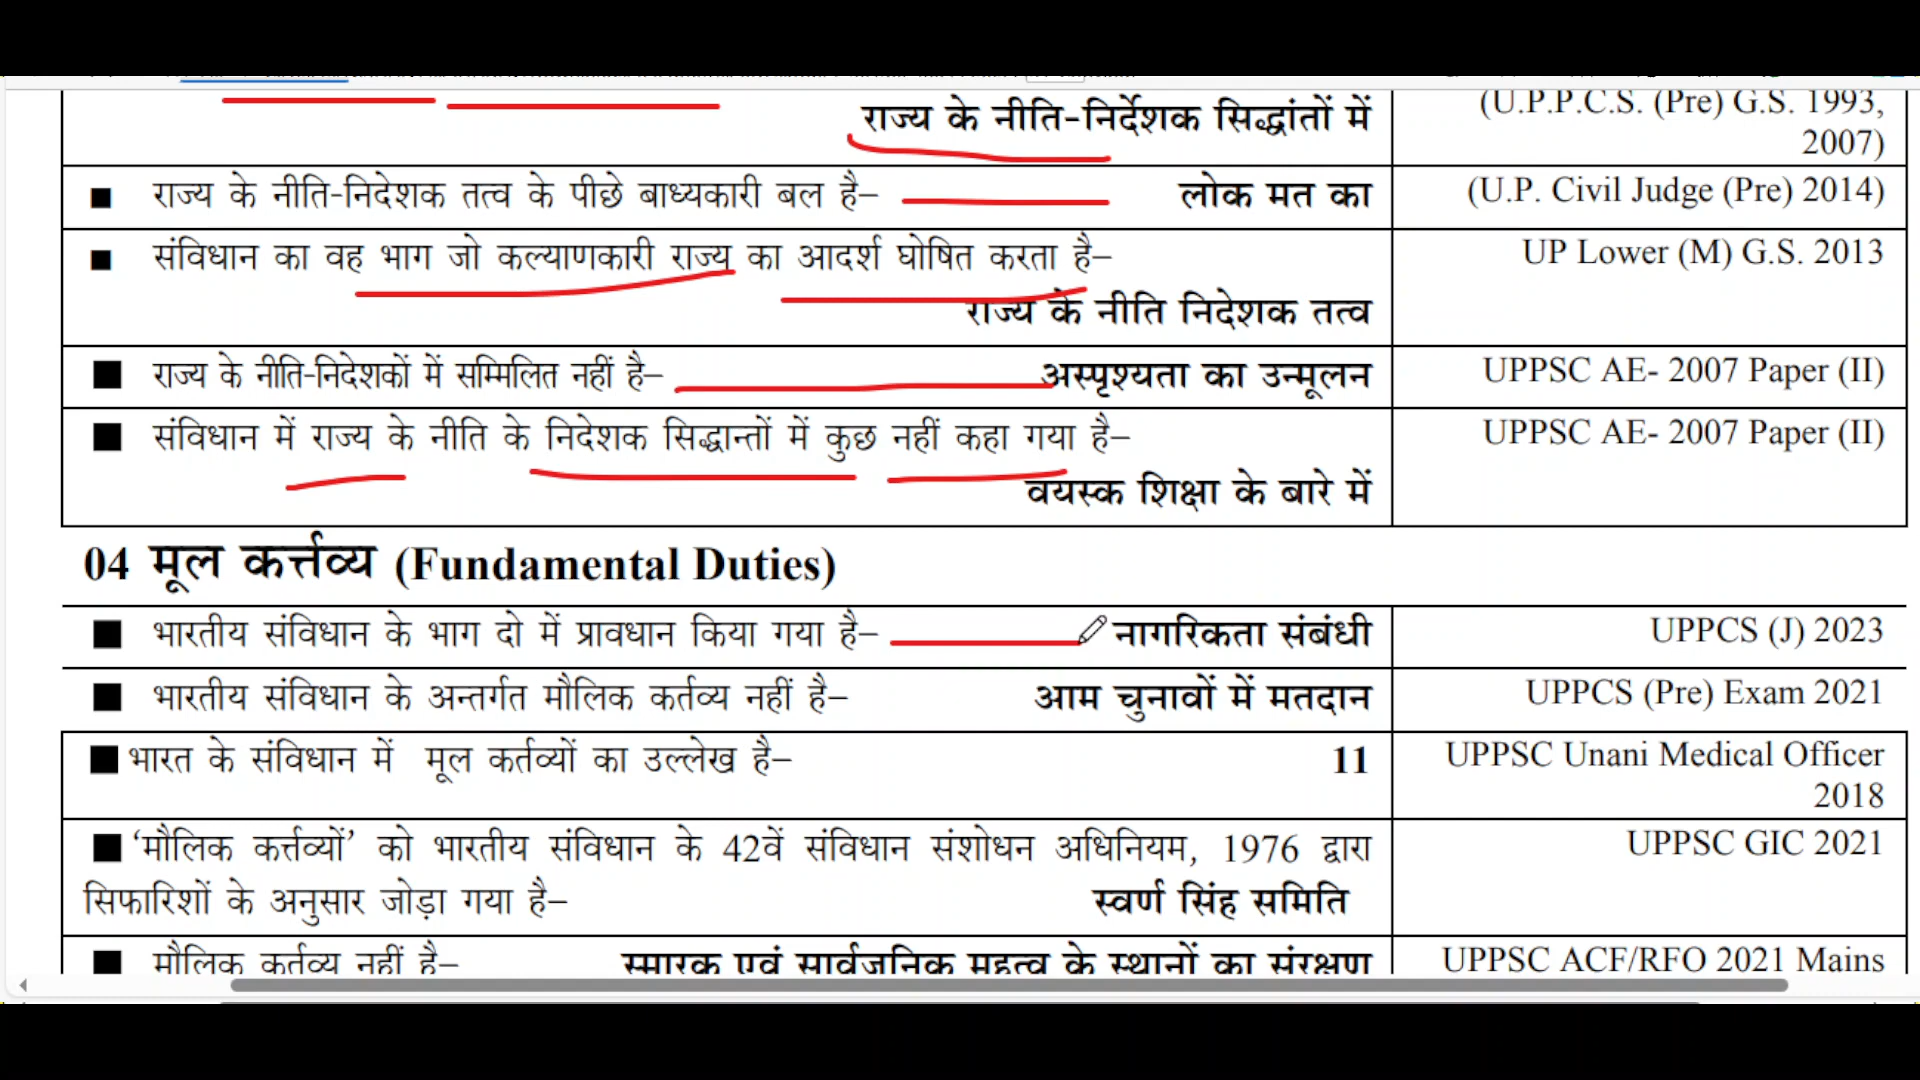 राज्य के नीति-निर्देशक सिद्धांतों में
(U.P.P.C.S. (Pre) G.S. 1993,
2007)
■ राज्य के नीति-निदेशक तत्व के पीछे बाध्यकारी बल है– लोक मत का
(U.P. Civil Judge (Pre) 2014)
■ संविधान का वह भाग जो कल्याणकारी राज्य का आदर्श घोषित करता है–
राज्य के नीति निदेशक तत्व
UP Lower (M) G.S. 2013
■ राज्य के नीति-निदेशकों में सम्मिलित नहीं है– अस्पृश्यता का उन्मूलन
UPPSC AE- 2007 Paper (II)
■ संविधान में राज्य के नीति के निदेशक सिद्धान्तों में कुछ नहीं कहा गया है–
वयस्क शिक्षा के बारे में
UPPSC AE- 2007 Paper (II)
04 मूल कर्त्तव्य (Fundamental Duties)
■ भारतीय संविधान के भाग दो में प्रावधान किया गया है– नागरिकता संबंधी
UPPCS (J) 2023
■ भारतीय संविधान के अन्तर्गत मौलिक कर्तव्य नहीं है– आम चुनावों में मतदान
UPPCS (Pre) Exam 2021
■ भारत के संविधान में मूल कर्तव्यों का उल्लेख है– 11
UPPSC Unani Medical Officer
2018
■ ‘मौलिक कर्त्तव्यों’ को भारतीय संविधान के 42वें संविधान संशोधन अधिनियम, 1976 द्वारा
सिफारिशों के अनुसार जोड़ा गया है– स्वर्ण सिंह समिति
UPPSC GIC 2021
■ मौलिक कर्तव्य नहीं है– स्मारक एवं सार्वजनिक महत्व के स्थानों का संरक्षण
UPPSC ACF/RFO 2021 Mains